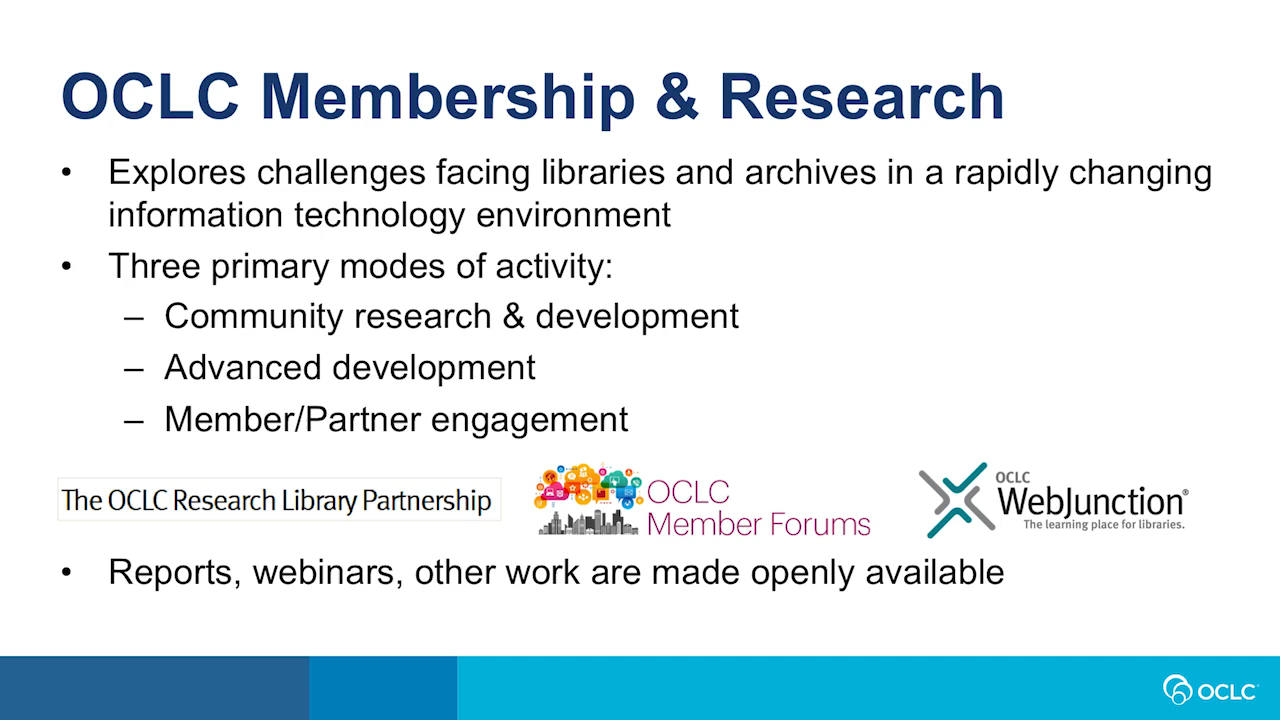 OCLC Membership & Research
• Explores challenges facing libraries and archives in a rapidly changing
information technology environment
• Three primary modes of activity:
– Community research & development
– Advanced development
– Member/Partner engagement
The OCLC Research Library Partnership
OCLC
Member Forums
OCLC
WebJunction®
The learning place for libraries.
• Reports, webinars, other work are made openly available
OCLC